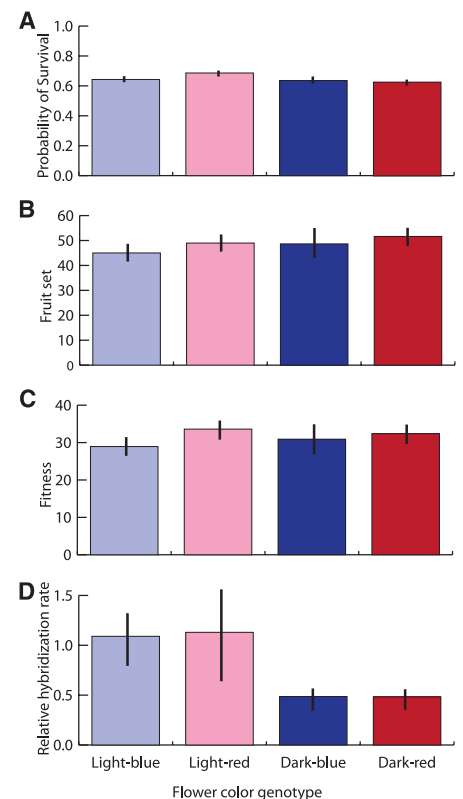 A
Probability of Survival
1.0
0.8
0.6
0.4
0.2
0.0
B
Fruit set
60
50
40
30
20
10
0
C
Fitness
40
30
20
10
0
D
Relative hybridization rate
1.5
1.0
0.5
0.0
Light-blue Light-red Dark-blue Dark-red
Flower color genotype